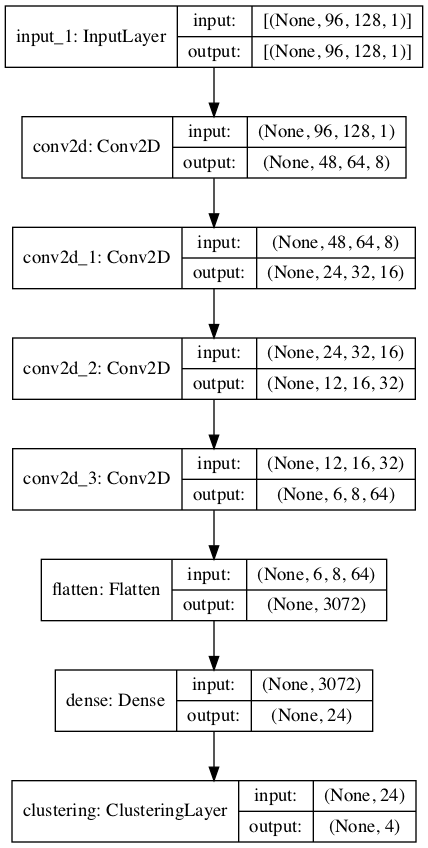 input_1: InputLayer
input: [(None, 96, 128, 1)]
output: [(None, 96, 128, 1)]
conv2d: Conv2D
input: (None, 96, 128, 1)
output: (None, 48, 64, 8)
conv2d_1: Conv2D
input: (None, 48, 64, 8)
output: (None, 24, 32, 16)
conv2d_2: Conv2D
input: (None, 24, 32, 16)
output: (None, 12, 16, 32)
conv2d_3: Conv2D
input: (None, 12, 16, 32)
output: (None, 6, 8, 64)
flatten: Flatten
input: (None, 6, 8, 64)
output: (None, 3072)
dense: Dense
input: (None, 3072)
output: (None, 24)
clustering: ClusteringLayer
input: (None, 24)
output: (None, 4)